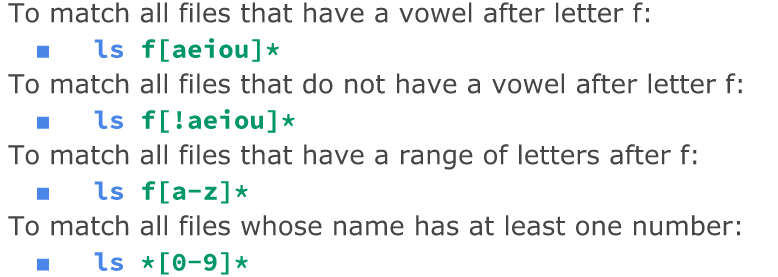 To match all files that have a vowel after letter f:
■ ls f[aeiou]*
To match all files that do not have a vowel after letter f:
■ ls f[!aeiou]*
To match all files that have a range of letters after f:
■ ls f[a-z]*
To match all files whose name has at least one number:
■ ls *[0-9]*